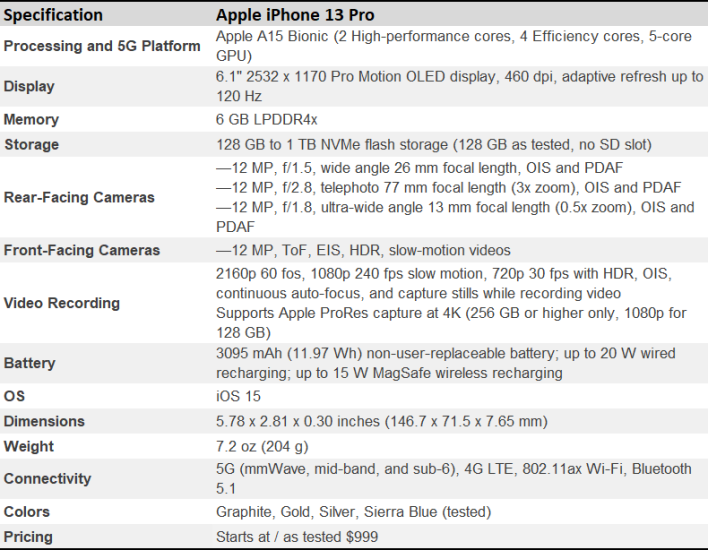 Specification Apple iPhone 13 Pro
Processing and 5G Platform Apple A15 Bionic (2 High-performance cores, 4 Efficiency cores, 5-core
GPU)
Display 6.1" 2532 x 1170 Pro Motion OLED display, 460 dpi, adaptive refresh up to
120 Hz
Memory 6 GB LPDDR4x
Storage 128 GB to 1 TB NVMe flash storage (128 GB as tested, no SD slot)
Rear-Facing Cameras —12 MP, f/1.5, wide angle 26 mm focal length, OIS and PDAF
—12 MP, f/2.8, telephoto 77 mm focal length (3x zoom), OIS and PDAF
—12 MP, f/1.8, ultra-wide angle 13 mm focal length (0.5x zoom), OIS and
PDAF
Front-Facing Cameras —12 MP, ToF, EIS, HDR, slow-motion videos
Video Recording 2160p 60 fos, 1080p 240 fps slow motion, 720p 30 fps with HDR, OIS,
continuous auto-focus, and capture stills while recording video
Supports Apple ProRes capture at 4K (256 GB or higher only, 1080p for
128 GB)
Battery 3095 mAh (11.97 Wh) non-user-replaceable battery; up to 20 W wired
recharging; up to 15 W MagSafe wireless recharging
OS iOS 15
Dimensions 5.78 x 2.81 x 0.30 inches (146.7 x 71.5 x 7.65 mm)
Weight 7.2 oz (204 g)
Connectivity 5G (mmWave, mid-band, and sub-6), 4G LTE, 802.11ax Wi-Fi, Bluetooth
5.1
Colors Graphite, Gold, Silver, Sierra Blue (tested)
Pricing Starts at / as tested $999